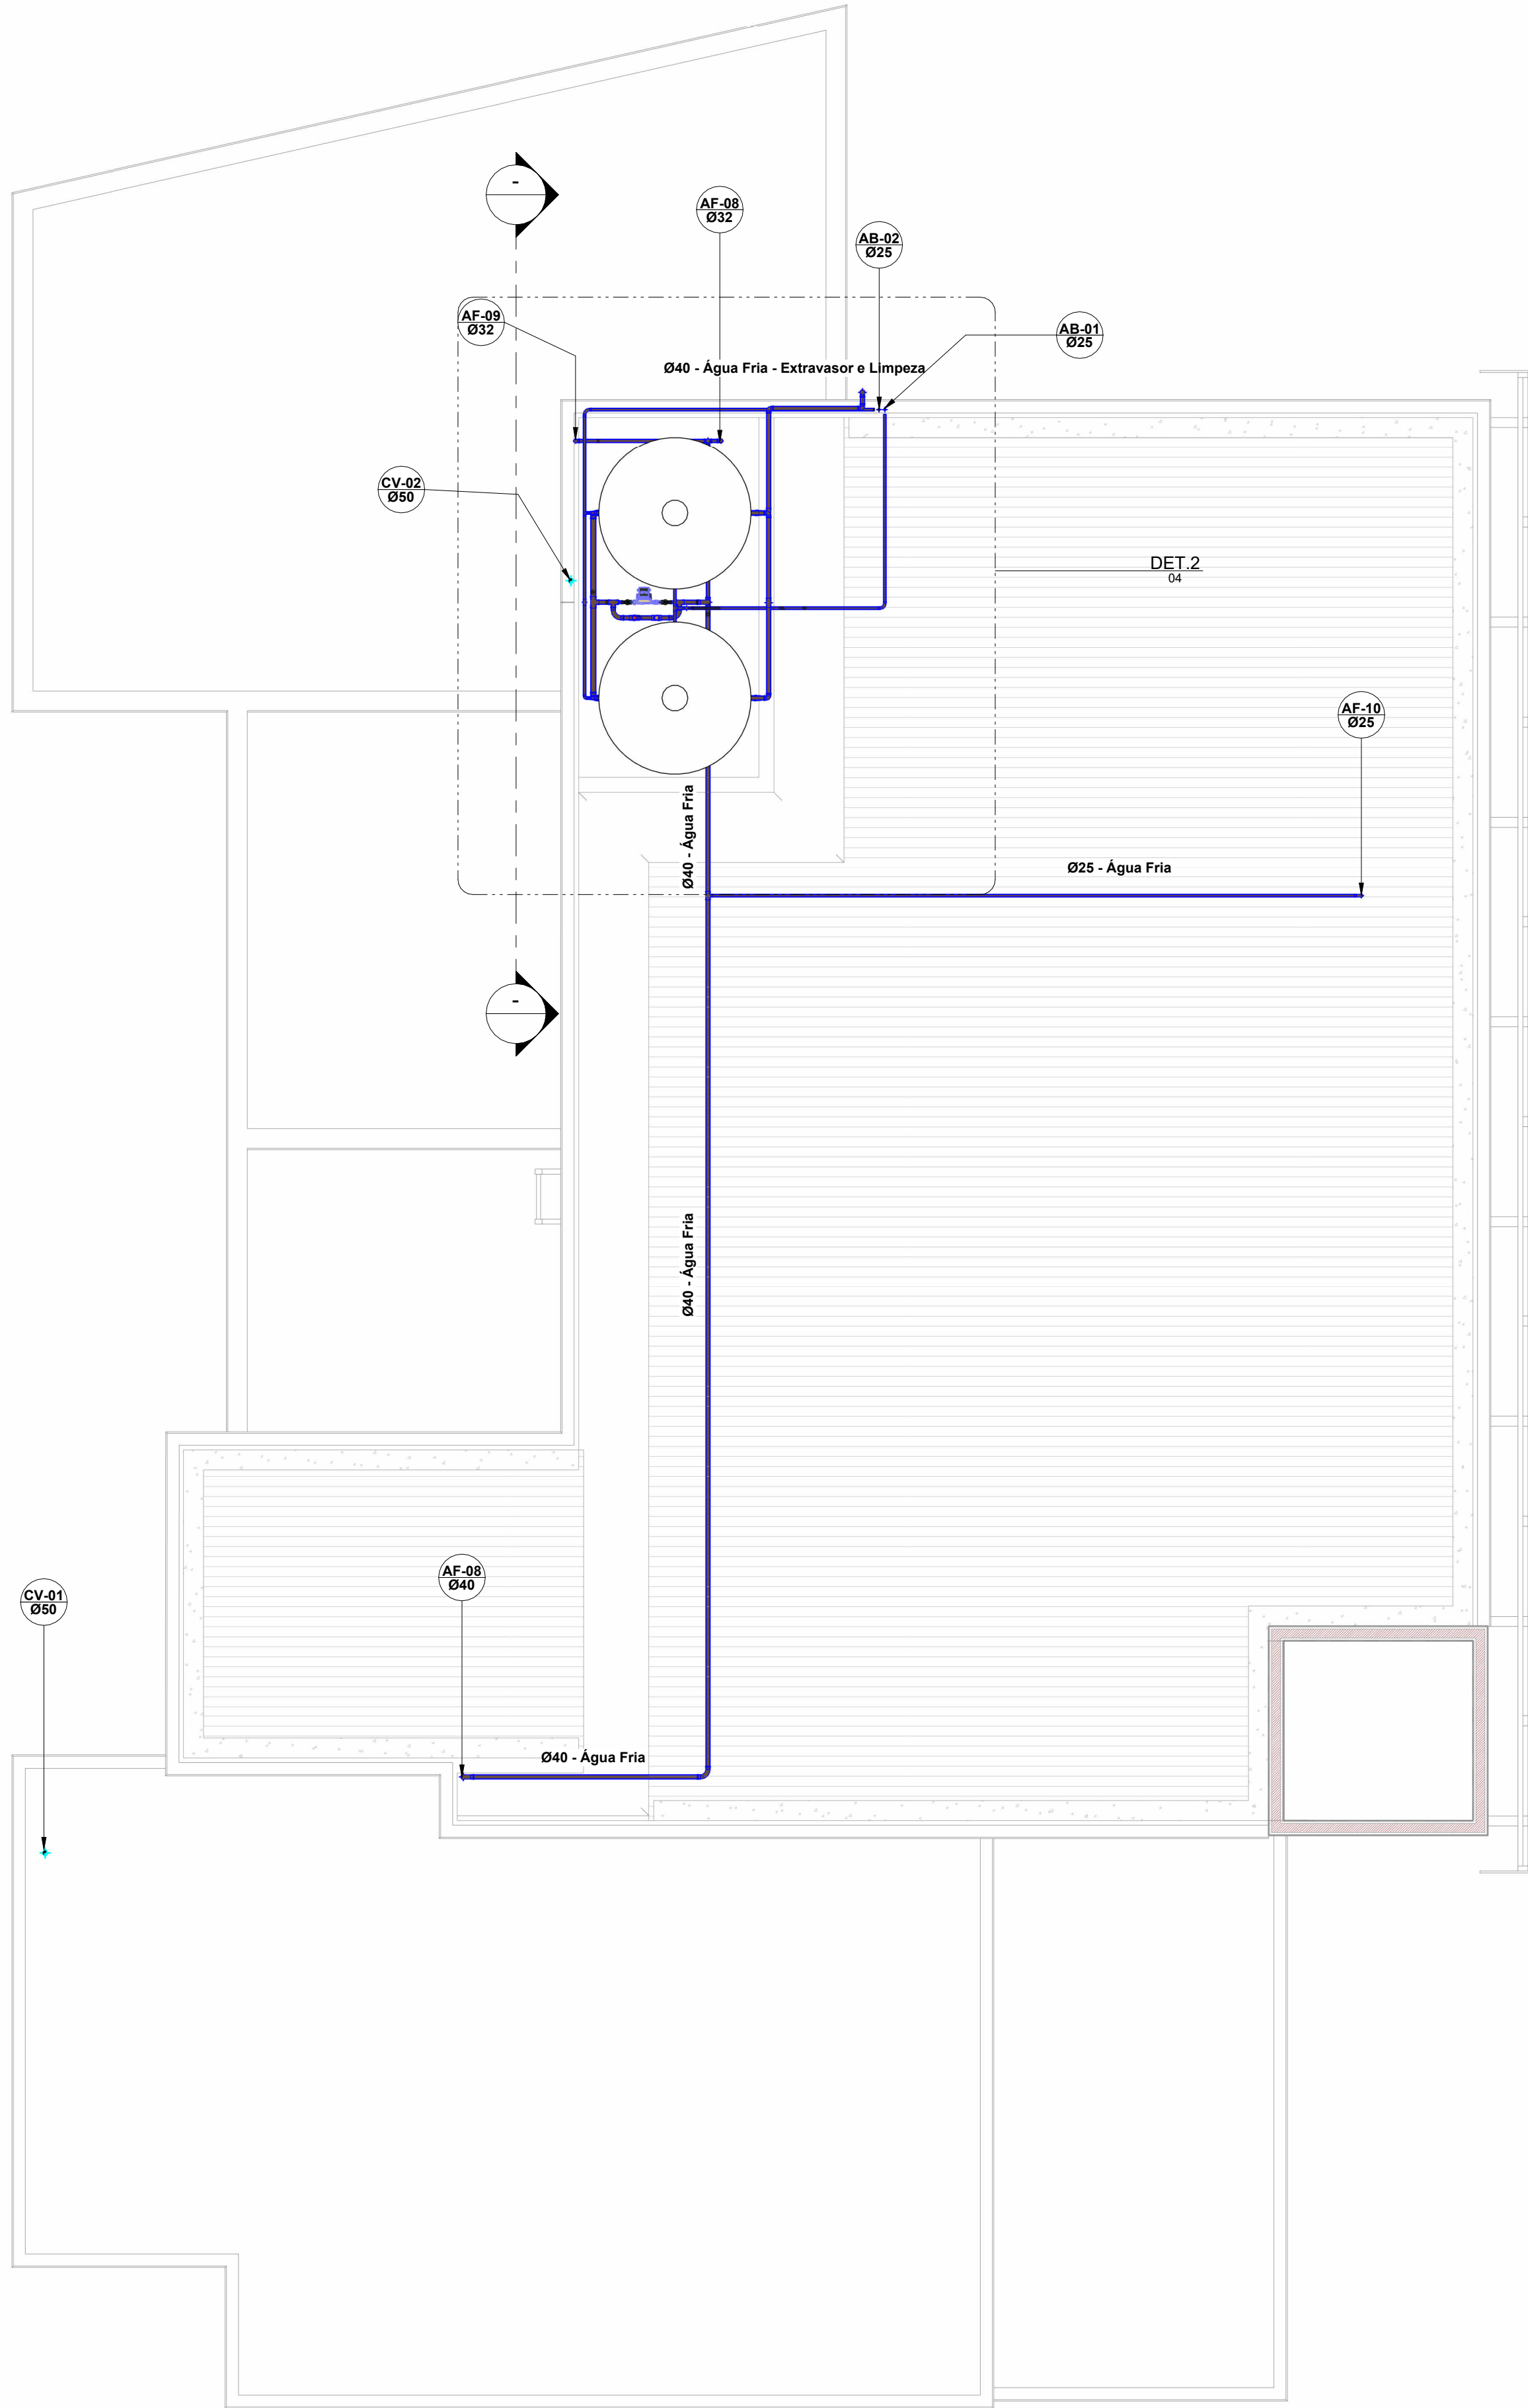 -
AF-08
Ø32
AB-02
Ø25
AF-09
Ø32
AB-01
Ø25
Ø40 - Água Fria - Extravasor e Limpeza
CV-02
Ø50
DET.2
04
AF-10
Ø25
Ø40 - Água Fria
Ø25 - Água Fria
-
Ø40 - Água Fria
AF-08
Ø40
CV-01
Ø50
Ø40 - Água Fria